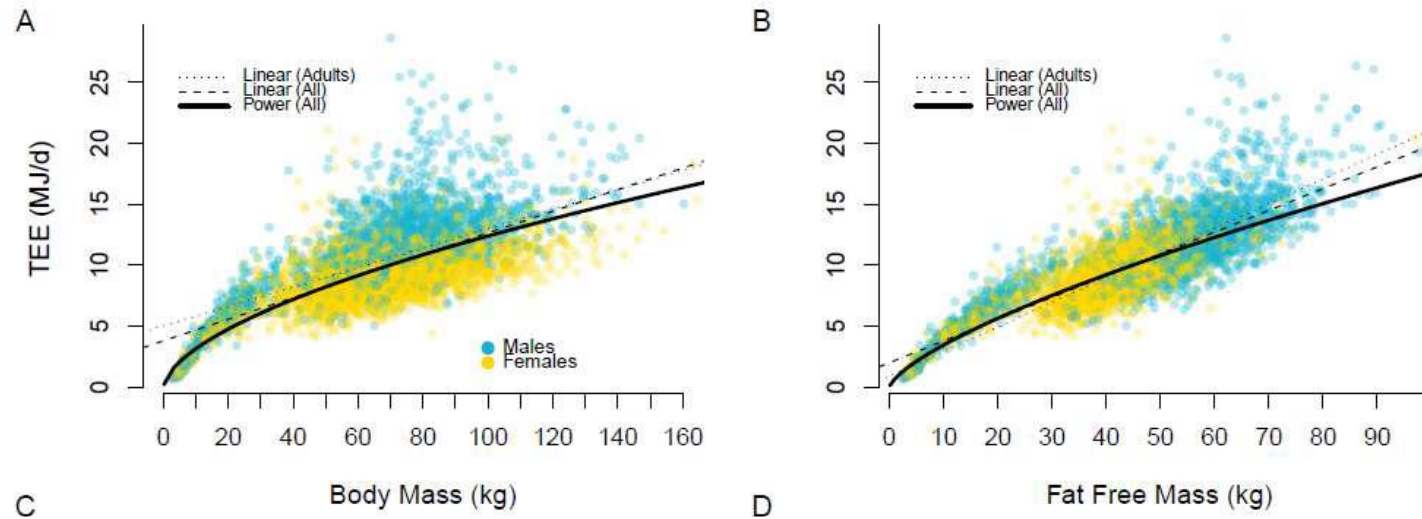 A
TEE (MJ/d)
25
20
15
10
5
0
Linear (Adults)
Linear (All)
Power (All)
Males
Females
0 20 40 60 80 100 120 140 160
Body Mass (kg)
B
25
20
15
10
5
0
Linear (Adults)
Linear (All)
Power (All)
0 10 20 30 40 50 60 70 80 90
Fat Free Mass (kg)
C
D